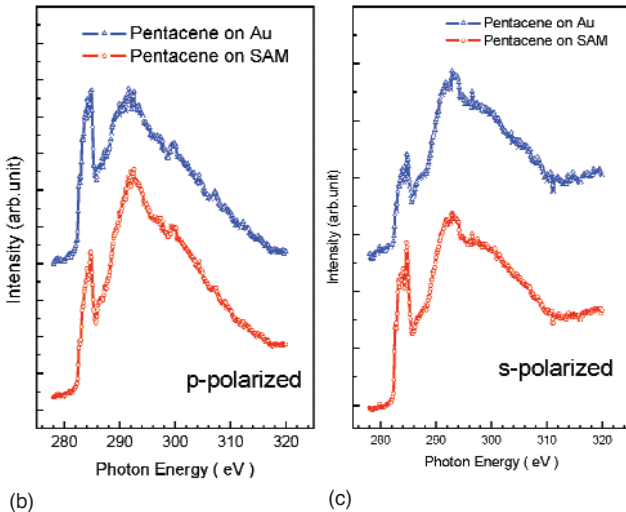 Pentacene on Au
Pentacene on SAM
Intensity (arb.unit)
p-polarized
280 290 300 310 320
Photon Energy ( eV )
(b)
Pentacene on Au
Pentacene on SAM
Intensity (arb.unit)
s-polarized
280 290 300 310 320
Photon Energy ( eV )
(c)